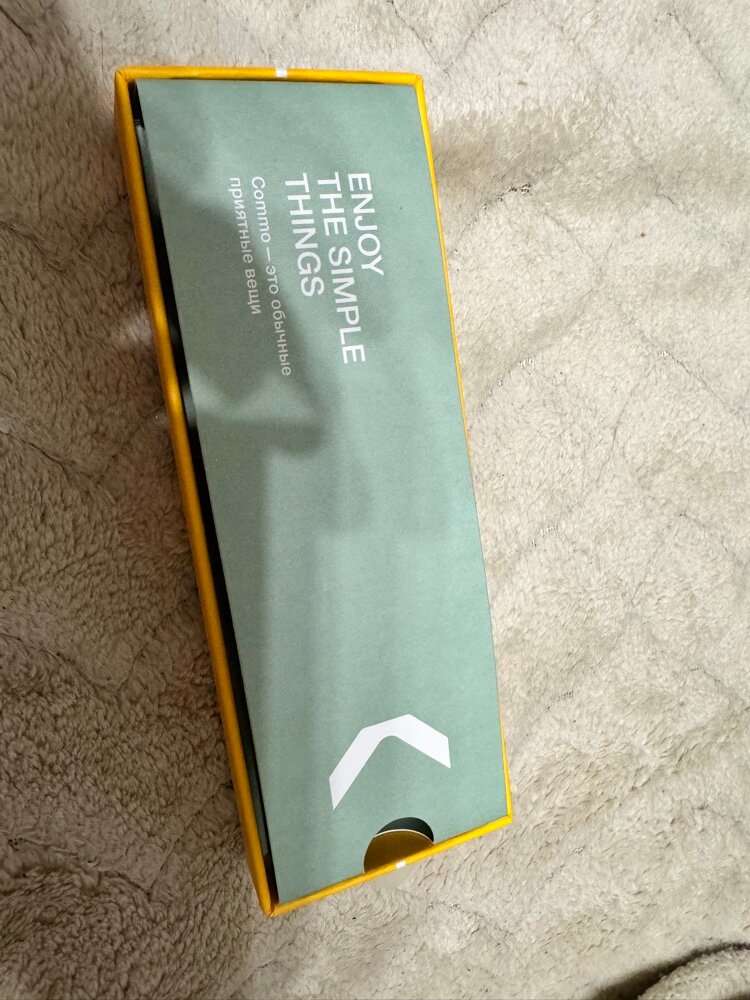 ENJOY
THE SIMPLE
THINGS
Commo — это обычные
приятные вещи